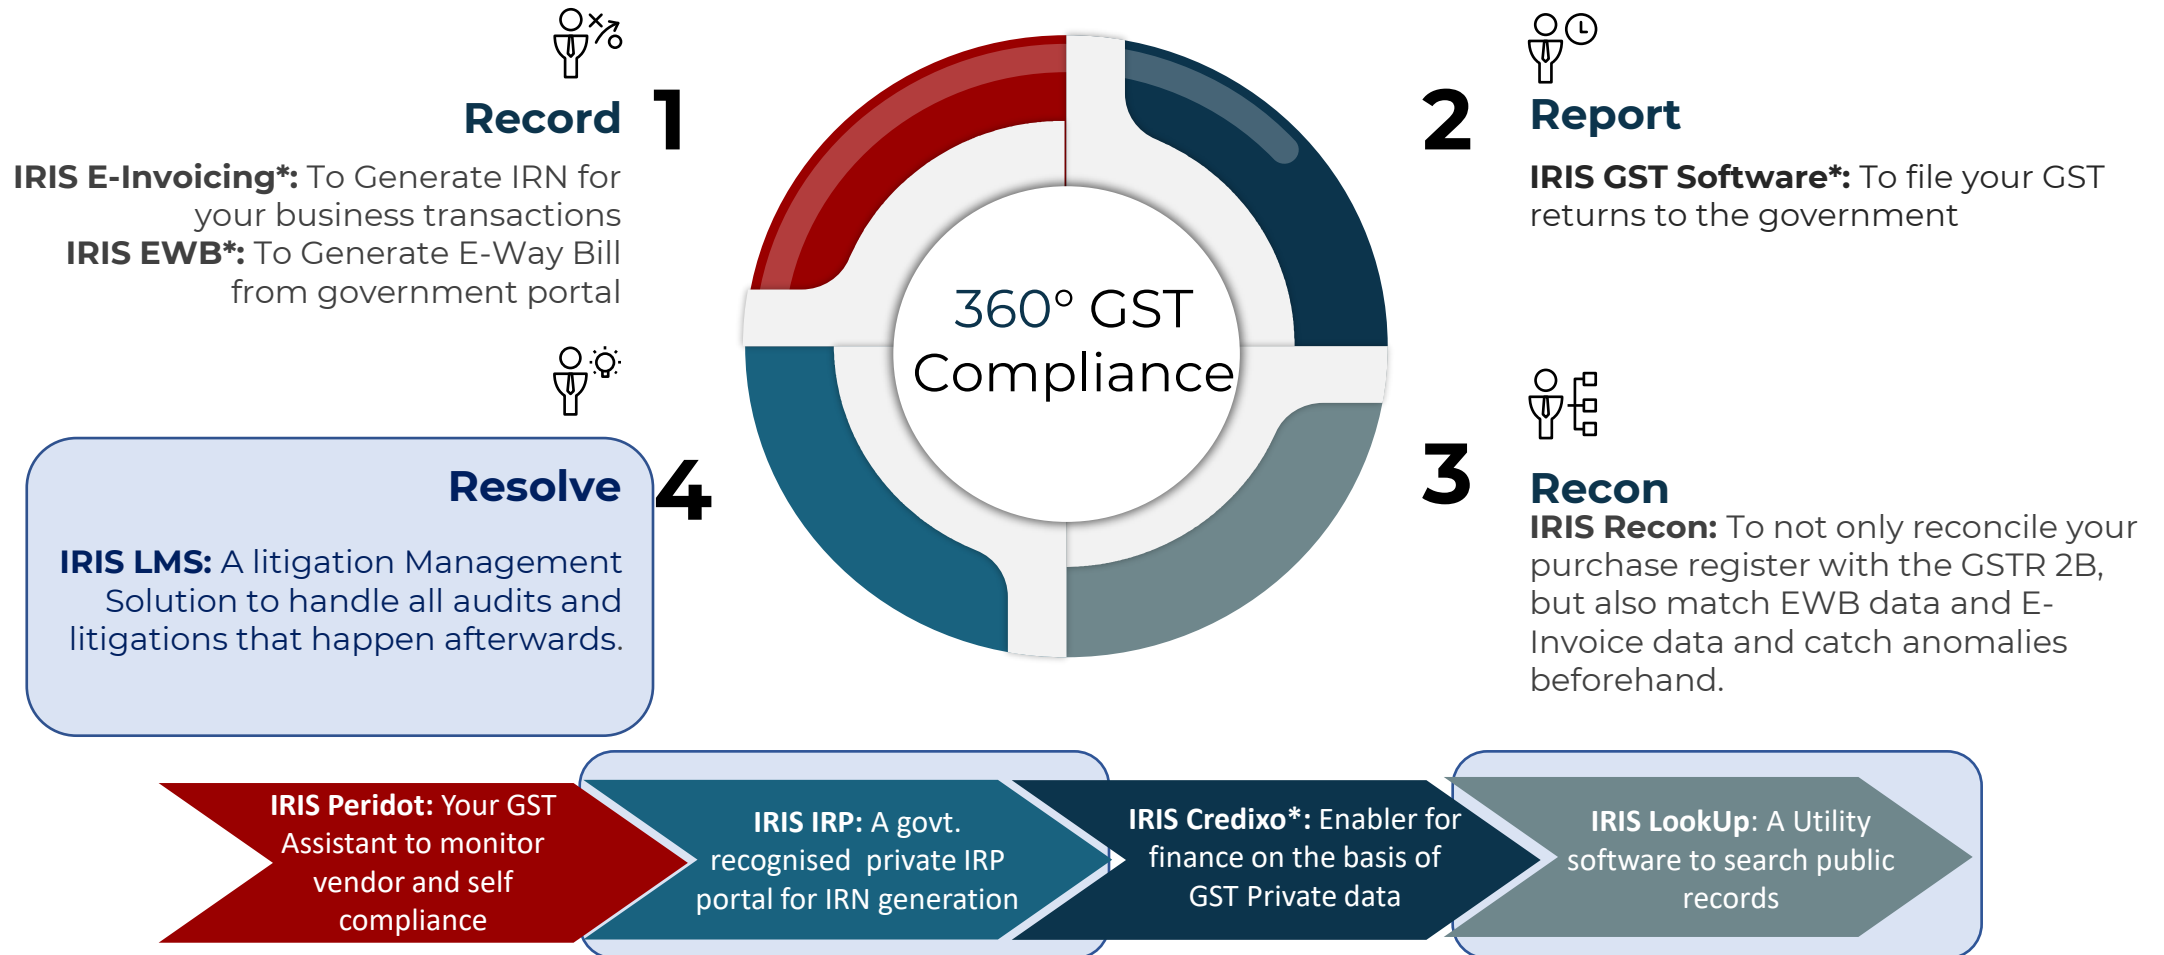 1
Record
IRIS E-Invoicing*: To Generate IRN for
your business transactions
IRIS EWB*: To Generate E-Way Bill
from government portal
2
Report
IRIS GST Software*: To file your GST
returns to the government
360° GST
Compliance
3
Recon
IRIS Recon: To not only reconcile your
purchase register with the GSTR 2B,
but also match EWB data and E-
Invoice data and catch anomalies
beforehand.
4
Resolve
IRIS LMS: A litigation Management
Solution to handle all audits and
litigations that happen afterwards.
IRIS Peridot: Your GST
Assistant to monitor
vendor and self
compliance
IRIS IRP: A govt.
recognised private IRP
portal for IRN generation
IRIS Credixo*: Enabler for
finance on the basis of
GST Private data
IRIS LookUp: A Utility
software to search public
records